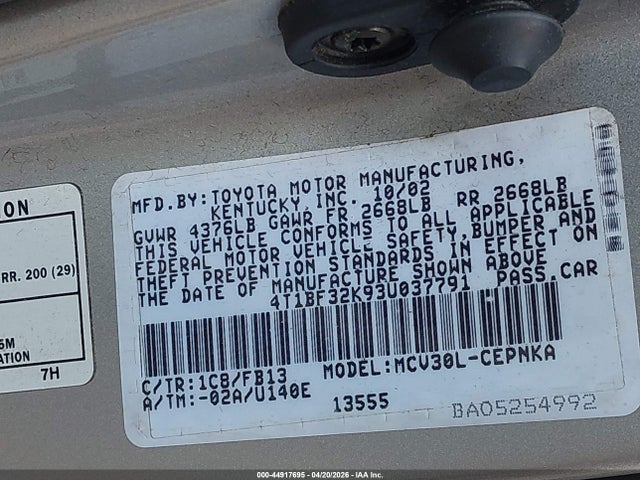 ION
RR. 200 (29)
5M
ATION
7H
MFD.BY:TOYOTA MOTOR MANUFACTURING,
KENTUCKY,INC. 10/02
GVWR 4376LB GAWR FR 2668LB RR 2668LB
THIS VEHICLE CONFORMS TO ALL APPLICABLE
FEDERAL MOTOR VEHICLE SAFETY,BUMPER AND
THEFT PREVENTION STANDARDS IN EFFECT ON
THE DATE OF MANUFACTURE SHOWN ABOVE
4T1BF32K93U037791 PASS.CAR
C/TR:1C8/FB13 MODEL:MCV30L-CEPNKA
A/TM:-02A/U140E 13555
BA05254992
000-44917695 - 04/20/2026 - IAA Inc.